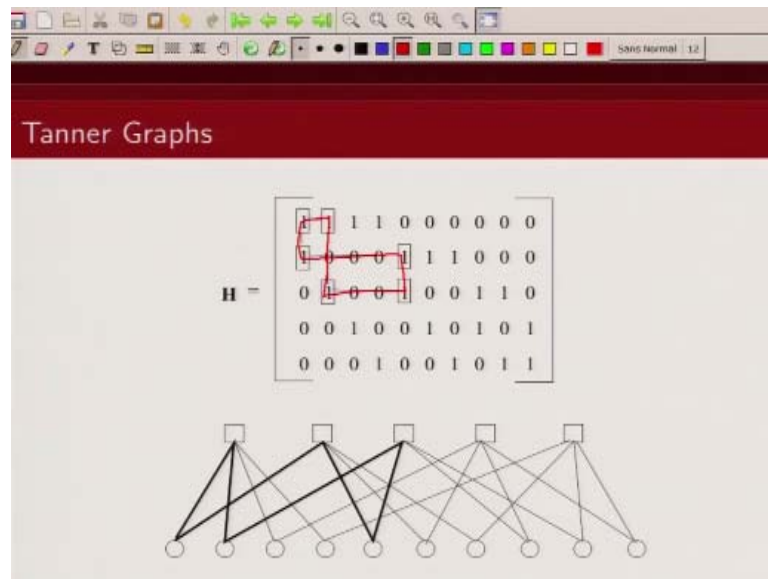 Sans Normal 12
Tanner Graphs
1 1 1 1 0 0 0 0 0 0
1 0 0 0 1 1 1 0 0 0
H = 0 1 0 0 1 0 0 1 1 0
0 0 1 0 0 1 0 1 0 1
0 0 0 1 0 0 1 0 1 1